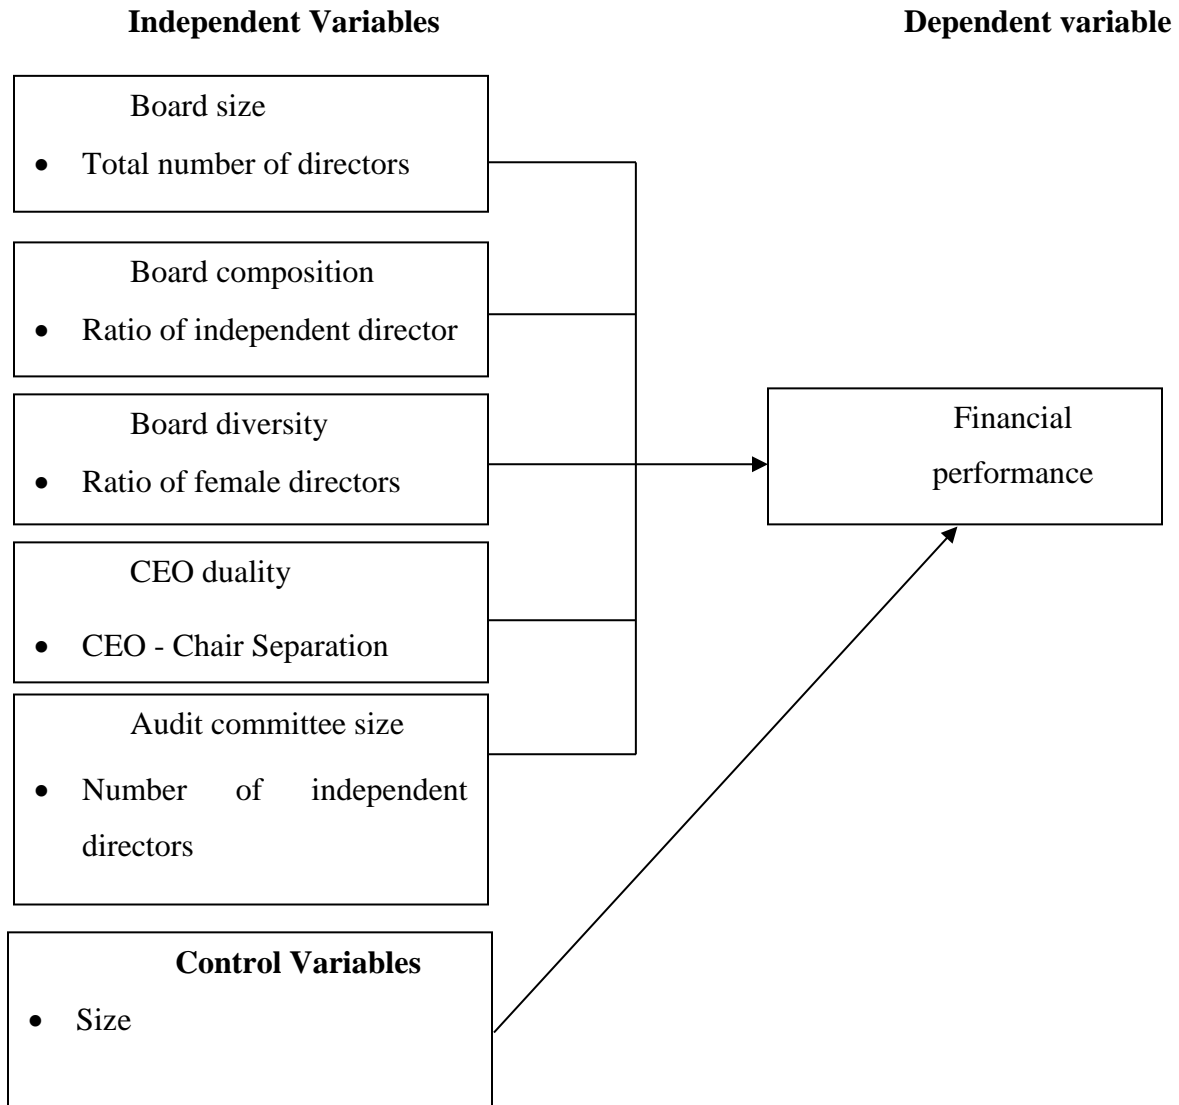 Independent Variables
Dependent variable
Board size
• Total number of directors
Board composition
• Ratio of independent director
Board diversity
• Ratio of female directors
CEO duality
• CEO - Chair Separation
Audit committee size
• Number of independent
directors
Financial
performance
Control Variables
• Size